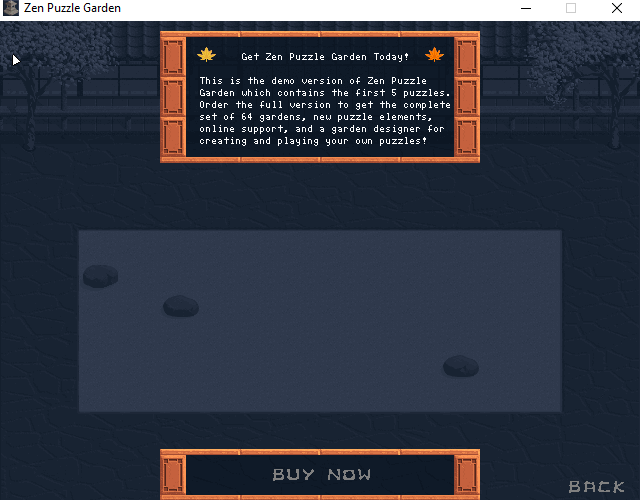 Zen Puzzle Garden
Get Zen Puzzle Garden Today!
This is the demo version of Zen Puzzle
Garden which contains the first 5 puzzles.
Order the full version to get the complete
set of 64 gardens, new puzzle elements,
online support, and a garden designer for
creating and playing your own puzzles!
BUY NOW
BACK